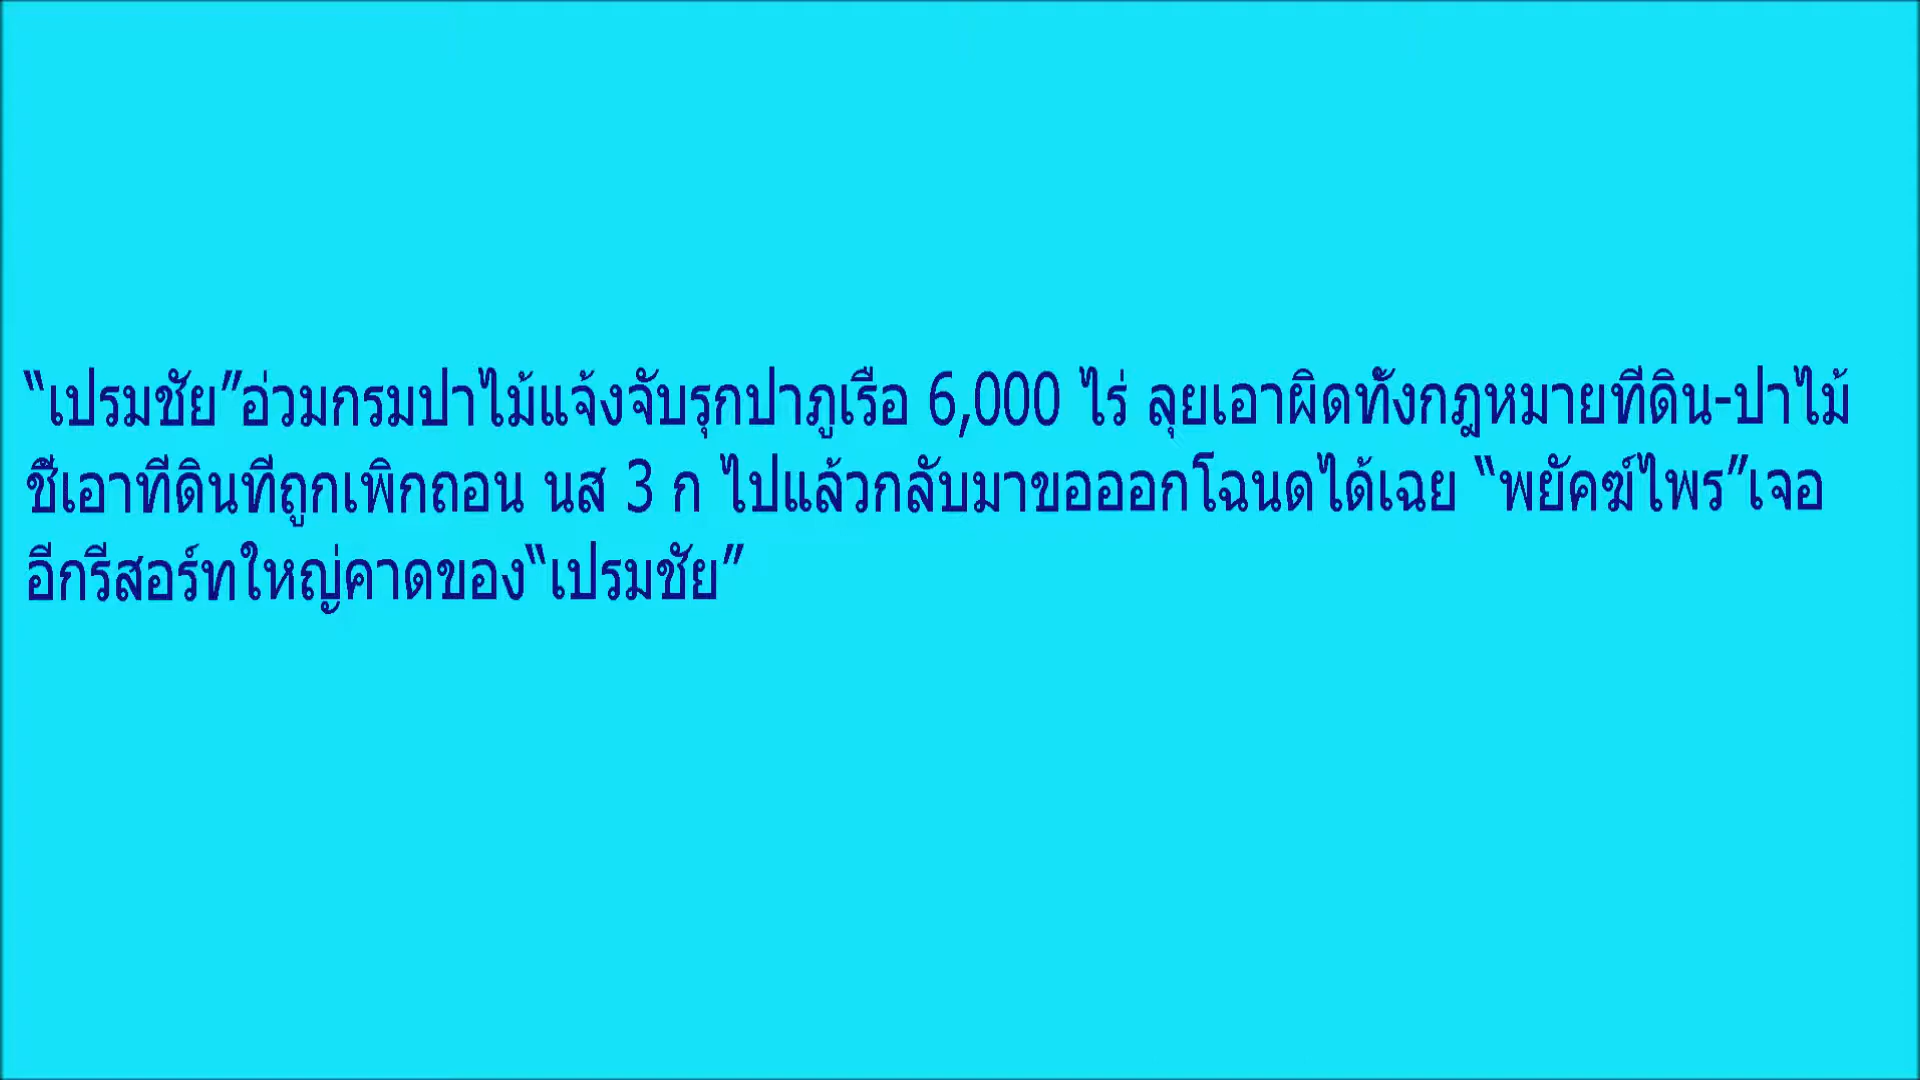 “เปรมชัย”อ่วมกรมป่าไม้แจ้งจับรุกป่าภูเรือ 6,000 ไร่ ลุยเอาผิดทั้งกฎหมายที่ดิน-ป่าไม้
ชี้เอาที่ดินที่ถูกเพิกถอน นส 3 ก ไปแล้วกลับมาขอออกโฉนดได้เฉย “พยัคฆ์ไพร”เจอ
อีกรีสอร์ทใหญ่คาดของ“เปรมชัย”